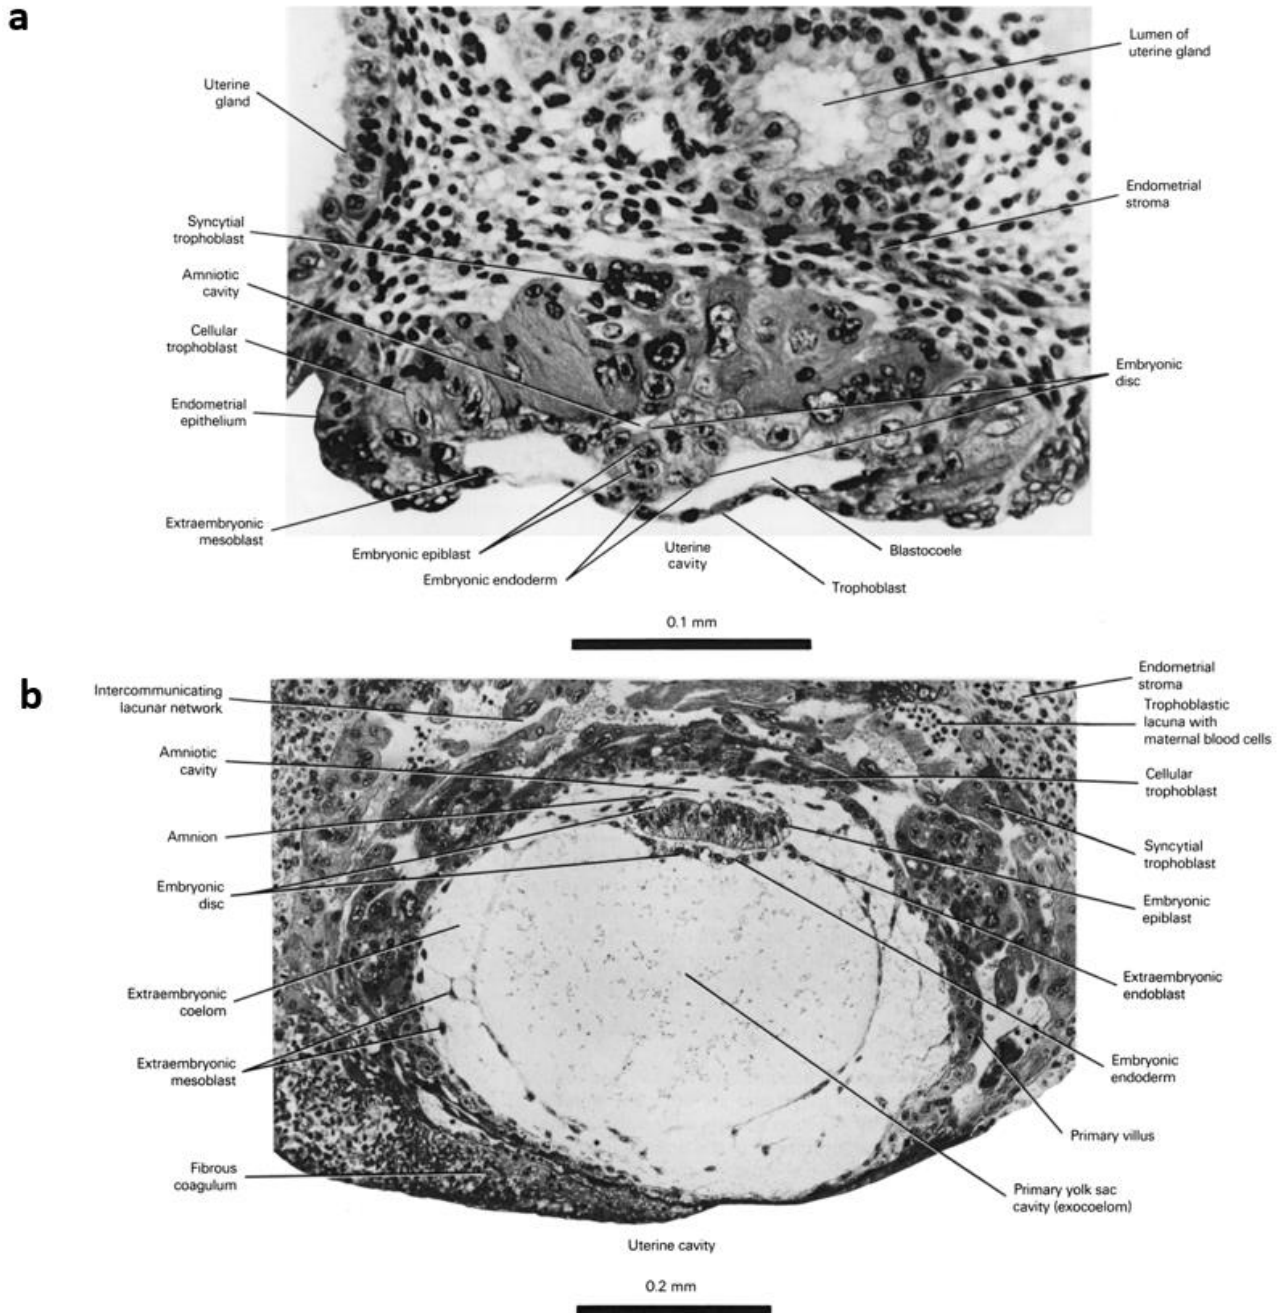 a
Lumen of
uterine gland
Uterine
gland
Endometrial
stroma
Syncytial
trophoblast
Amniotic
cavity
Cellular
trophoblast
Embryonic
disc
Endometrial
epithelium
Extraembryonic
mesoblast
Embryonic epiblast
Embryonic endoderm
Uterine
cavity
Blastocoele
Trophoblast
0.1 mm
b
Intercommunicating
lacunar network
Endometrial
stroma
Trophoblastic
lacuna with
maternal blood cells
Amniotic
cavity
Cellular
trophoblast
Amnion
Syncytial
trophoblast
Embryonic
disc
Embryonic
epiblast
Extraembryonic
coelom
Extraembryonic
endoblast
Extraembryonic
mesoblast
Embryonic
endoderm
Primary villus
Fibrous
coagulum
Primary yolk sac
cavity (exocoelom)
Uterine cavity
0.2 mm